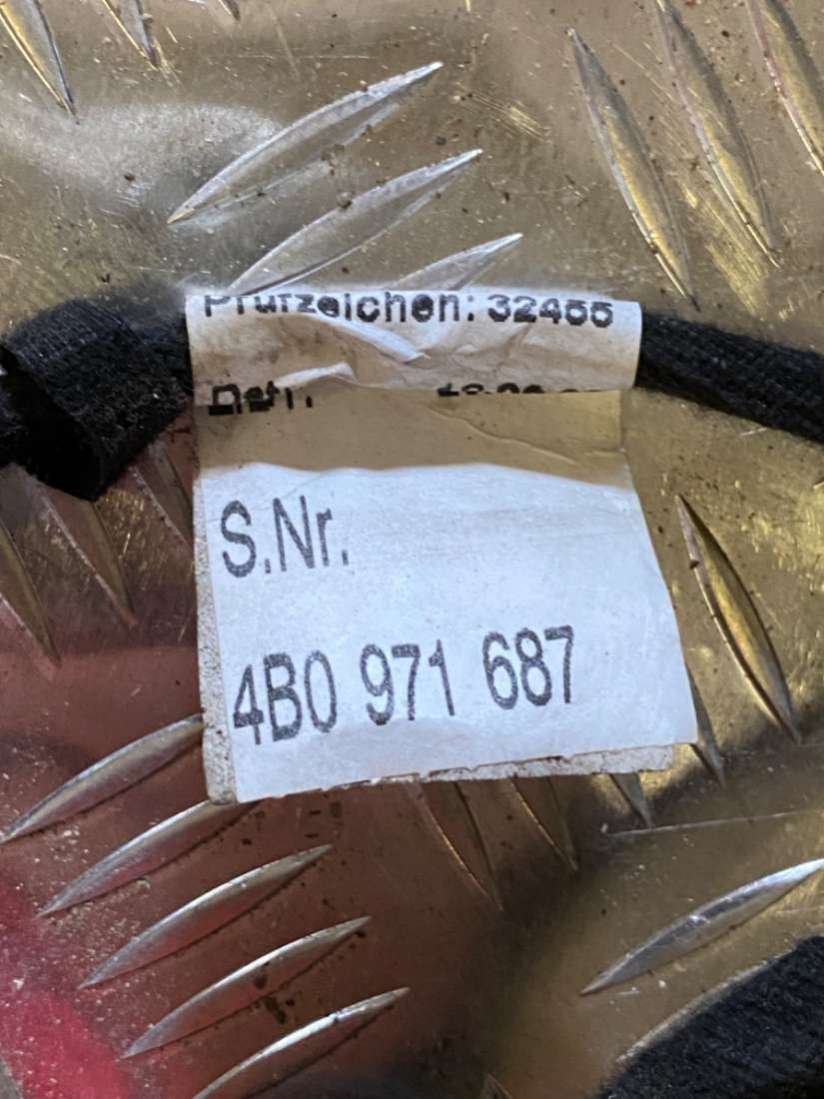 Prüfzeichen: 32455
S.Nr.
4B0 971 687